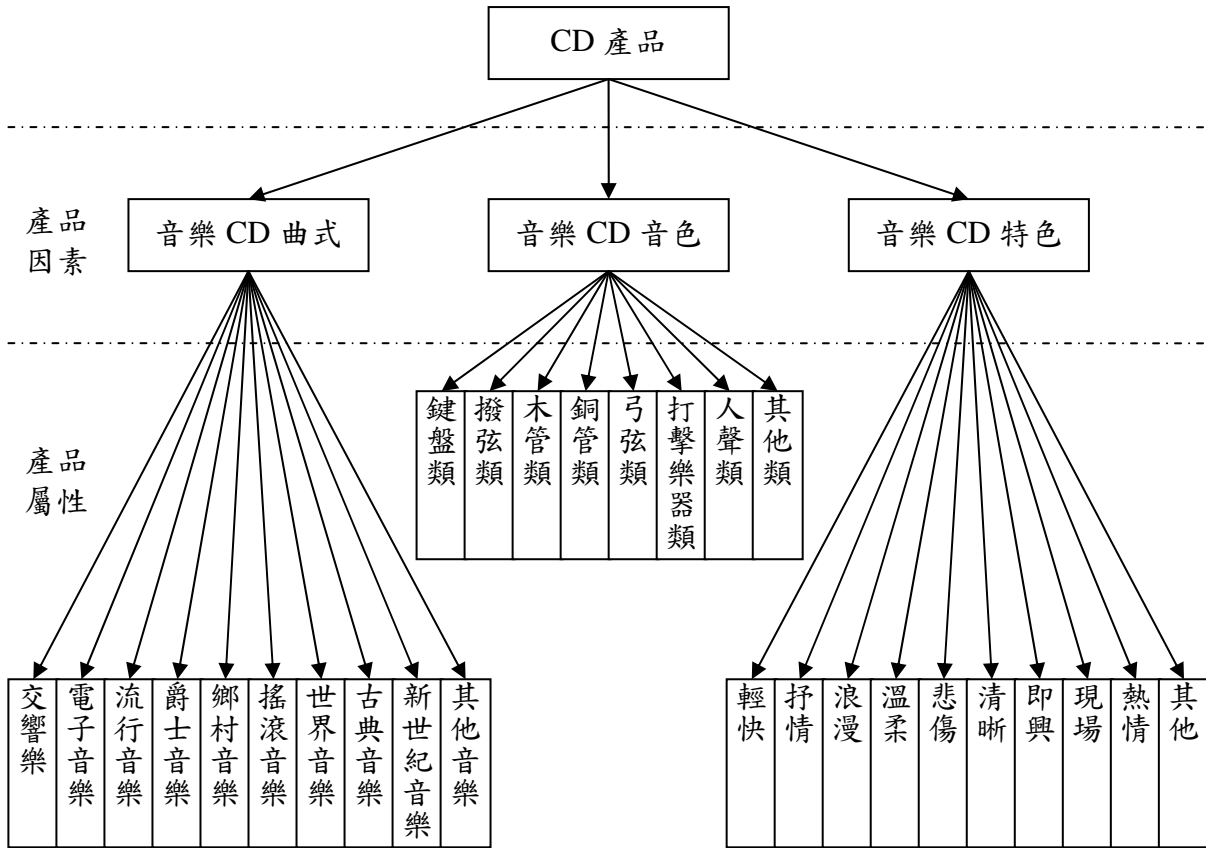 CD 產品
產品
因素
音樂 CD 曲式
音樂 CD 音色
音樂 CD 特色
產品
屬性
鍵盤類
撥弦類
木管類
銅管類
弓弦類
打擊樂器類
人聲類
其他類
交響樂
電子音樂
流行音樂
爵士音樂
鄉村音樂
搖滾音樂
世界音樂
古典音樂
新世紀音樂
其他音樂
輕快
抒情
浪漫
溫柔
悲傷
清晰
即興
現場
熱情
其他